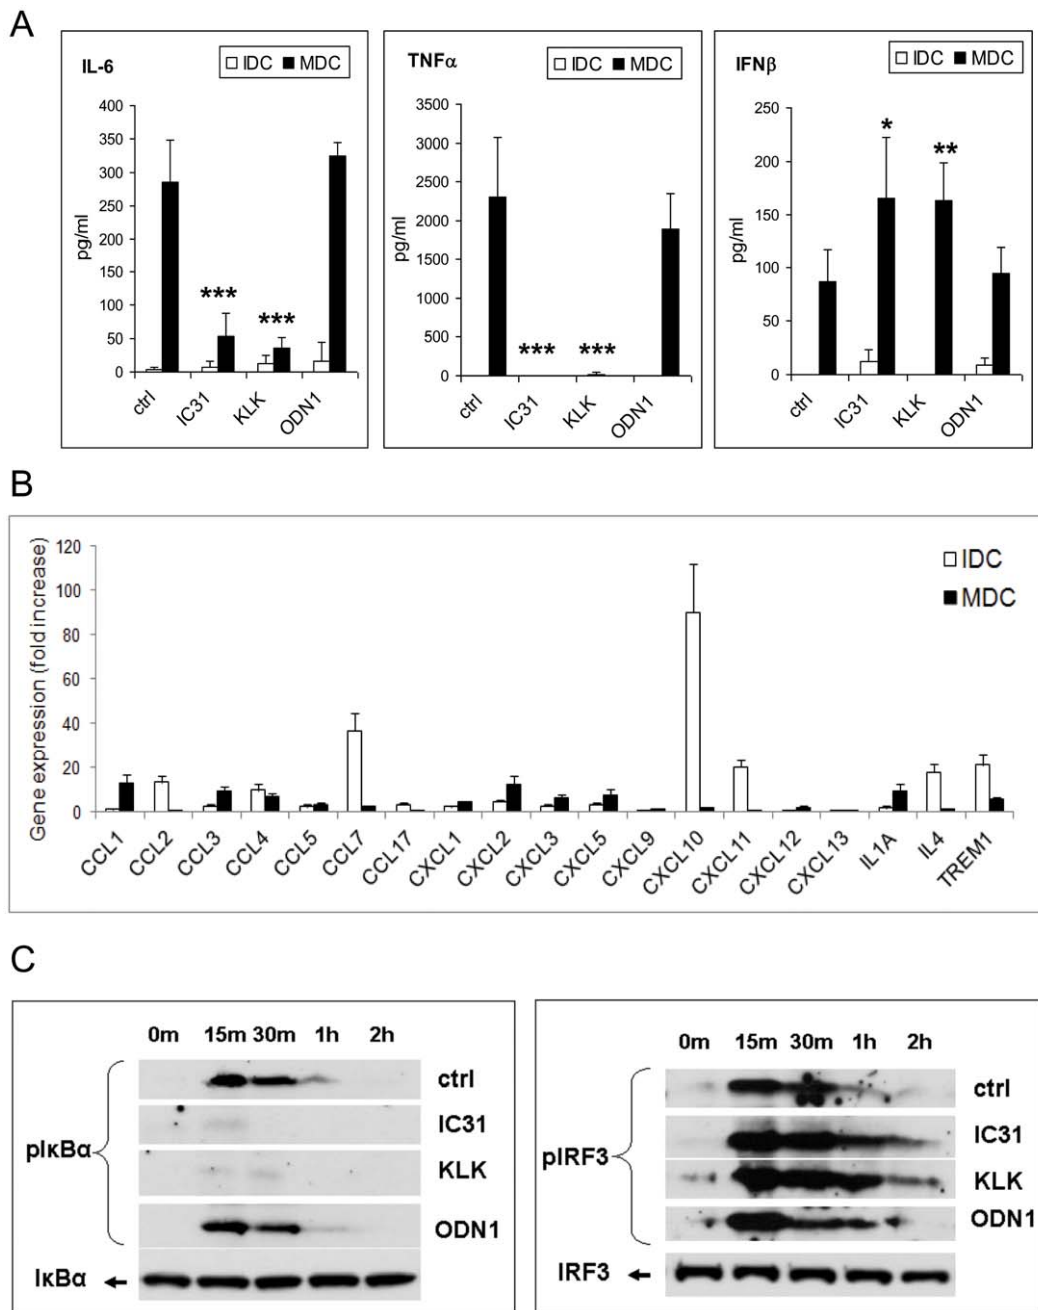 A
IL-6
IDC MDC
400
350
300
250
200
150
100
50
0
pg/ml
***
***
ctrl
IC31
KLK
ODN1
TNFα
IDC MDC
3500
3000
2500
2000
1500
1000
500
0
pg/ml
***
***
ctrl
IC31
KLK
ODN1
IFNβ
IDC MDC
250
200
150
100
50
0
pg/ml
*
**
ctrl
IC31
KLK
ODN1
B
Gene expression (fold increase)
120
100
80
60
40
20
0
IDC
MDC
CCL1
CCL2
CCL3
CCL4
CCL5
CCL7
CCL17
CXCL1
CXCL2
CXCL3
CXCL5
CXCL9
CXCL10
CXCL11
CXCL12
CXCL13
IL1A
IL4
TREM1
C
0m 15m 30m 1h 2h
pIκBα
ctrl
IC31
KLK
ODN1
IκBα
0m 15m 30m 1h 2h
pIRF3
ctrl
IC31
KLK
ODN1
IRF3